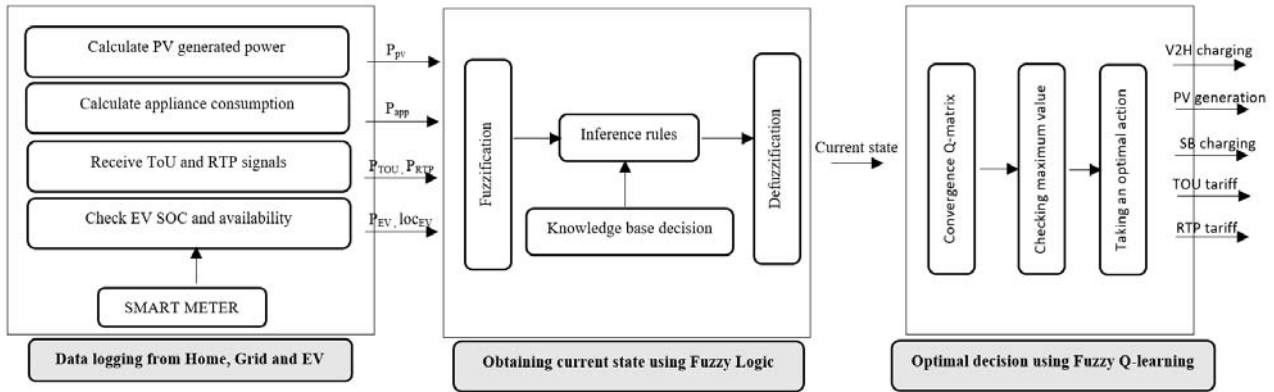 Calculate PV generated power
Calculate appliance consumption
Receive ToU and RTP signals
Check EV SOC and availability
SMART METER
Data logging from Home, Grid and EV
Ppv
Papp
PTOU, PRTP
PEV, locEV
Fuzzification
Inference rules
Knowledge base decision
Defuzzification
Obtaining current state using Fuzzy Logic
Current state
Convergence Q-matrix
Checking maximum value
Taking an optimal action
Optimal decision using Fuzzy Q-learning
V2H charging
PV generation
SB charging
TOU tariff
RTP tariff